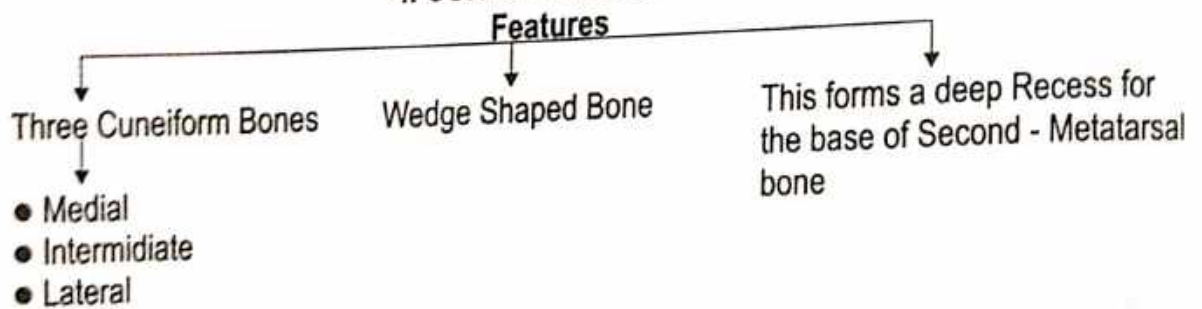 Features
Three Cuneiform Bones
Wedge Shaped Bone
This forms a deep Recess for
the base of Second - Metatarsal
bone
● Medial
● Intermidiate
● Lateral